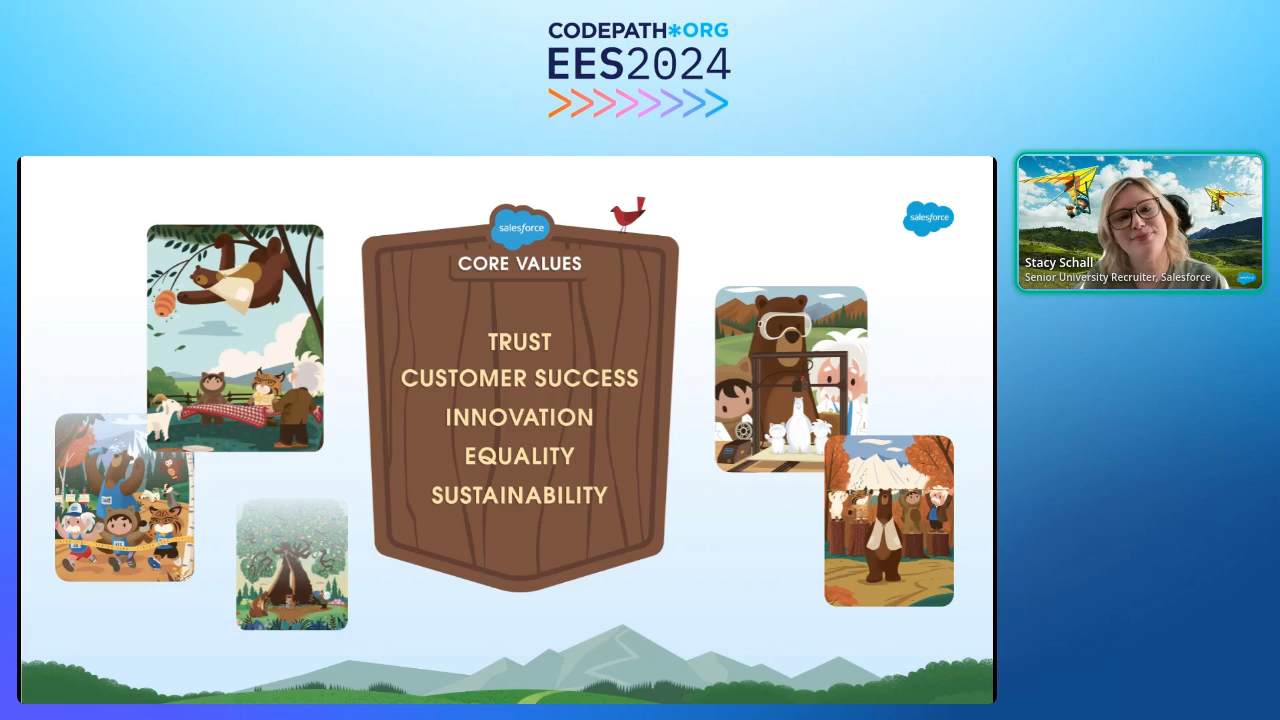 CODEPATH*ORG
EES2024
salesforce
CORE VALUES
TRUST
CUSTOMER SUCCESS
INNOVATION
EQUALITY
SUSTAINABILITY
salesforce
Stacy Schall
Senior University Recruiter, Salesforce